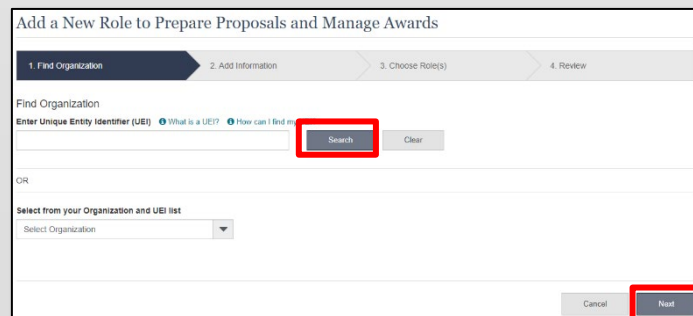 Add a New Role to Prepare Proposals and Manage Awards
1. Find Organization 2. Add Information 3. Choose Role(s) 4. Review
Find Organization
Enter Unique Entity Identifier (UEI) What is a UEI? How can I find my
Search Clear
OR
Select from your Organization and UEI list
Select Organization
Cancel Next